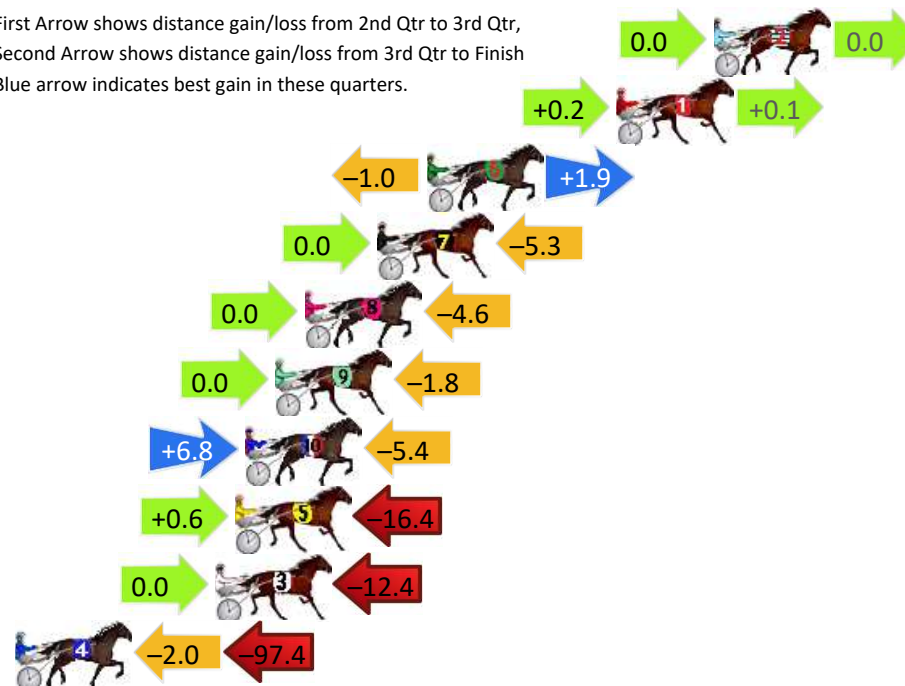 First Arrow shows distance gain/loss from 2nd Qtr to 3rd Qtr,
Second Arrow shows distance gain/loss from 3rd Qtr to Finish
Blue arrow indicates best gain in these quarters.
0.0 2 0.0
+0.2 1 +0.1
–1.0 6 +1.9
0.0 7 –5.3
0.0 8 –4.6
0.0 9 –1.8
+6.8 10 –5.4
+0.6 5 –16.4
0.0 3 –12.4
4 –2.0 –97.4